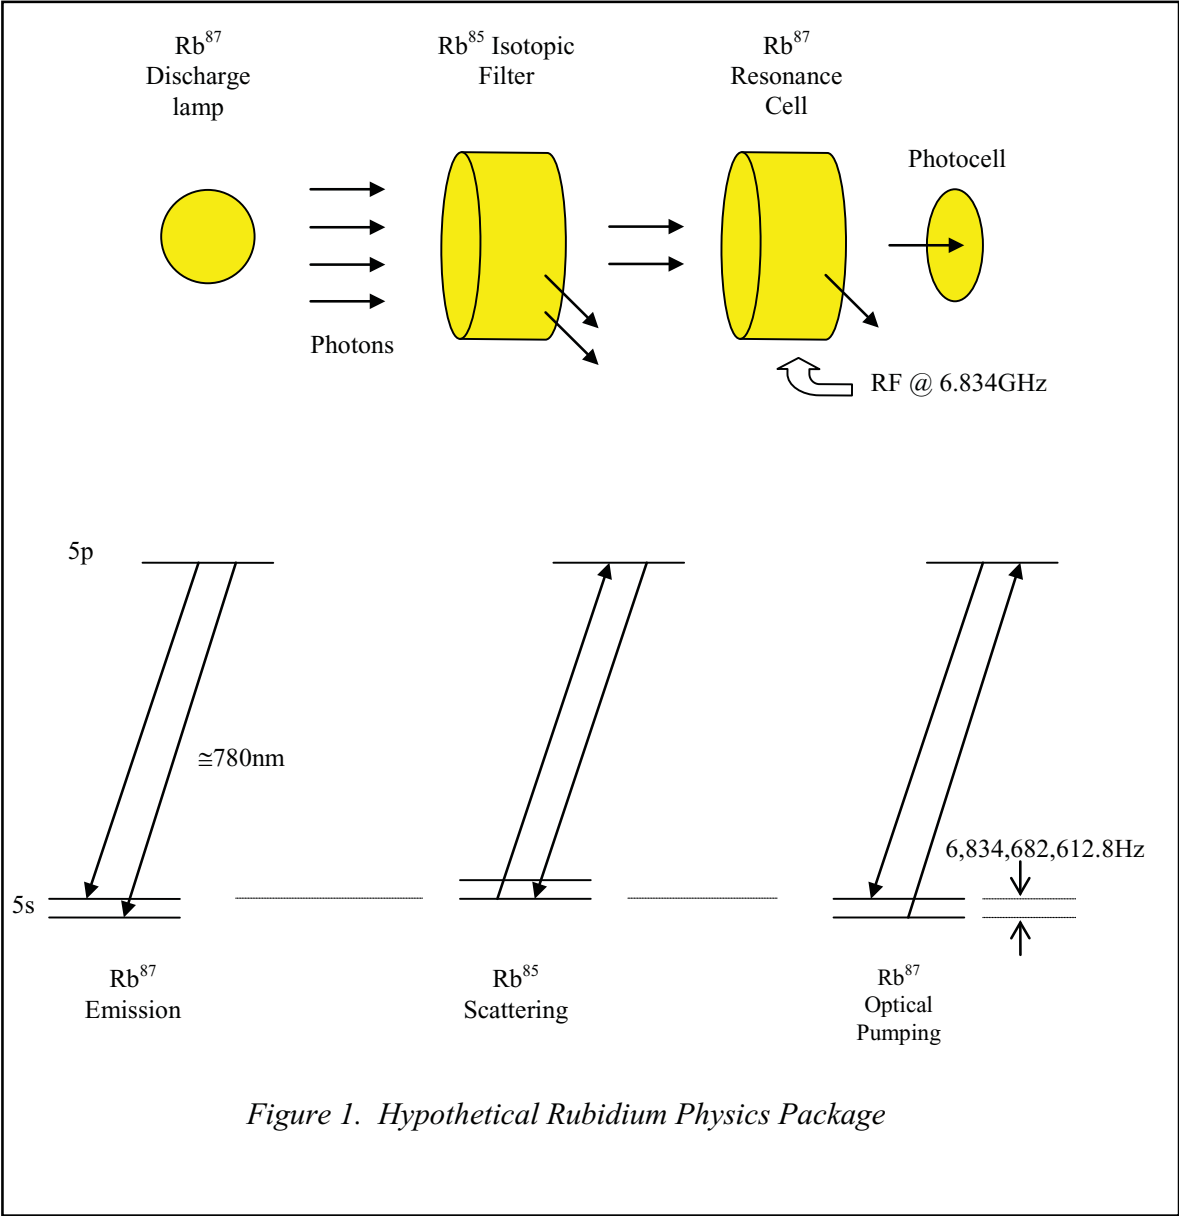 Rb⁸⁷
Discharge
lamp
Rb⁸⁵ Isotopic
Filter
Rb⁸⁷
Resonance
Cell
Photocell
Photons
RF @ 6.834GHz
5p
≅780nm
6,834,682,612.8Hz
5s
Rb⁸⁷
Emission
Rb⁸⁵
Scattering
Rb⁸⁷
Optical
Pumping
Figure 1. Hypothetical Rubidium Physics Package